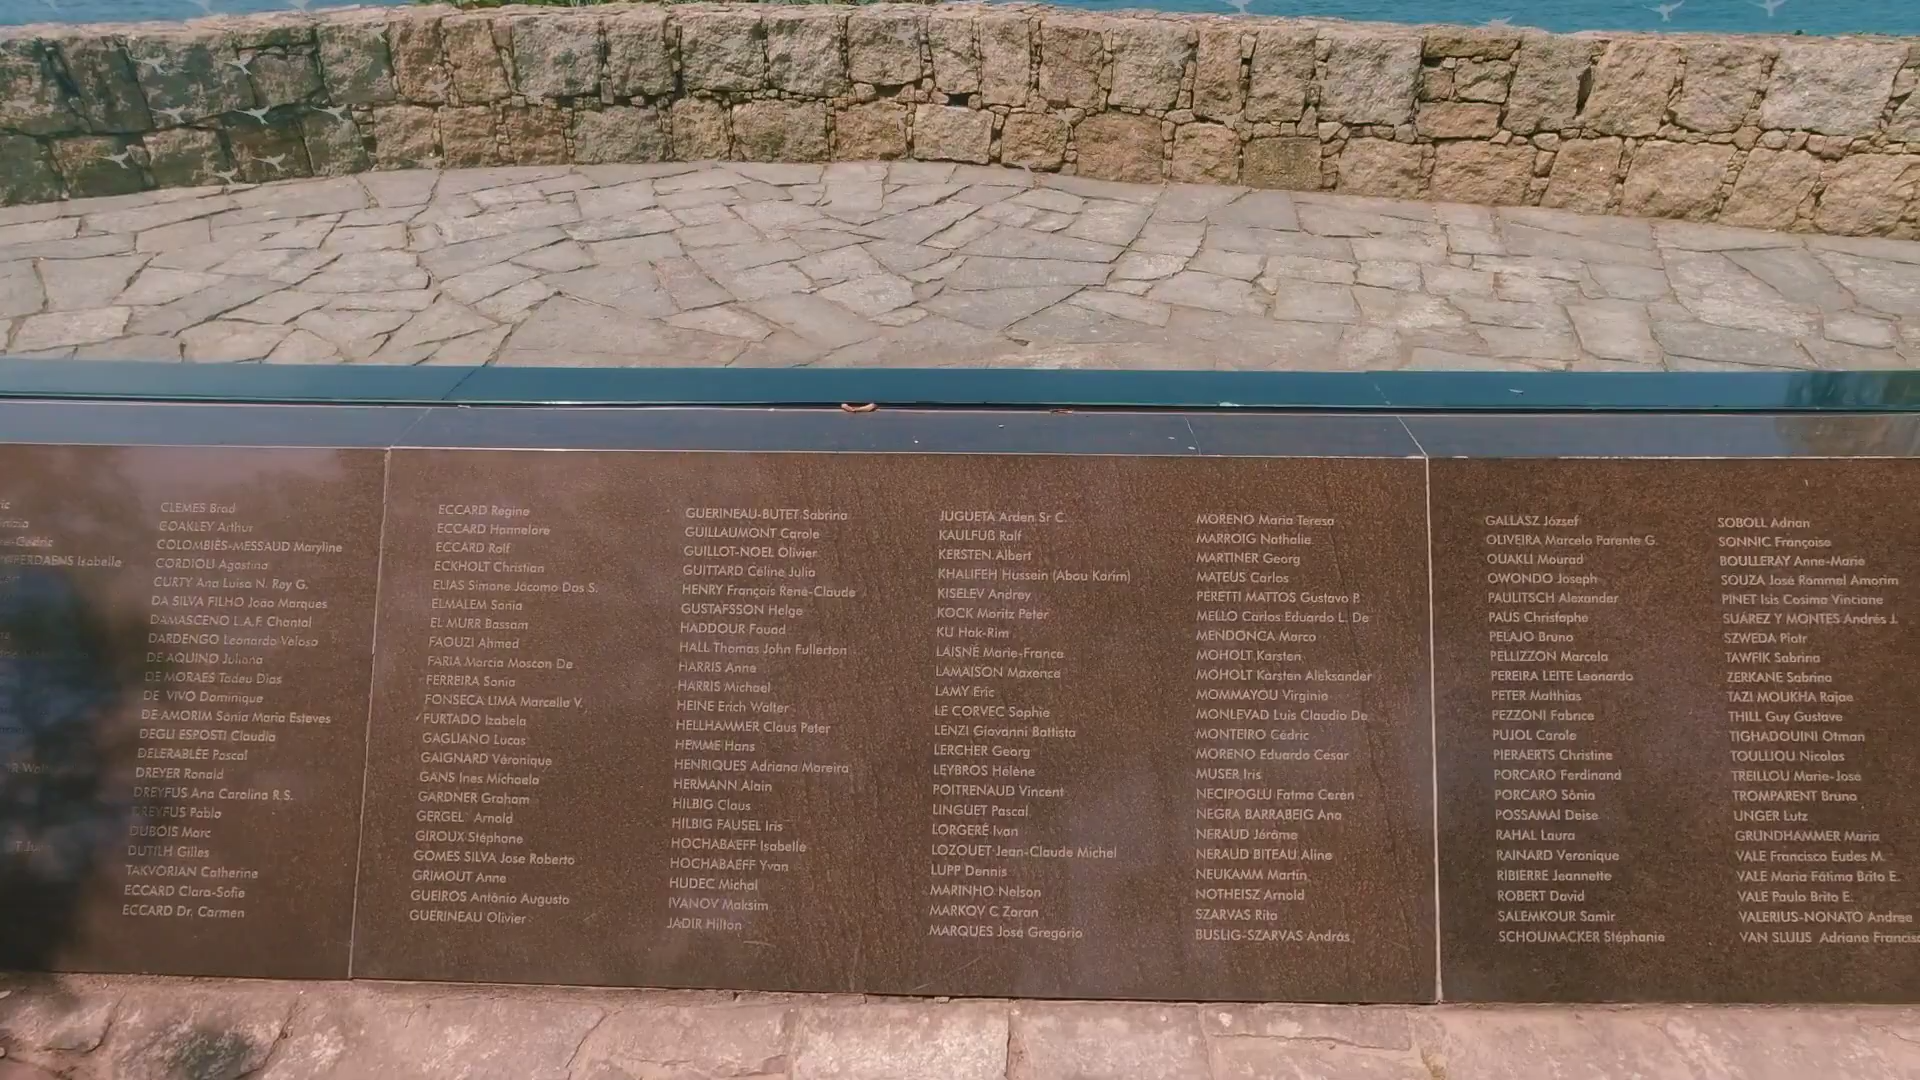 CLEMES Brad
COAKLEY Arthur
COLOMBIES-MESSAUD Maryline
CORDIOLI Agostina
CURTY Ana Luisa N. Rey G.
DA SILVA FILHO João Marques
DAMASCENO L.A.F. Chantal
DARDENGO Leonardo Veloso
DE AQUINO Juliana
DE MORAES Tadeu Dias
DE VIVO Dominique
DE AMORIM Sônia Maria Esteves
DEGLI ESPOSTI Claudia
DELERABLÉE Pascal
DREYER Ronald
DREYFUS Ana Carolina R.S.
DREYFUS Pablo
DUBOIS Marc
DUTILH Gilles
TAKVORIAN Catherine
ECCARD Clara-Sofie
ECCARD Dr. Carmen
ECCARD Regine
ECCARD Hannelore
ECCARD Rolf
ECKHOLT Christian
ELIAS Simone Jácomo Dos S.
ELMALEM Sonia
EL MURR Bassam
FAOUZI Ahmed
FARIA Marcia Moscon De
FERREIRA Sonia
FONSECA LIMA Marcelle V.
FURTADO Izabela
GAGLIANO Lucas
GAIGNARD Véronique
GANS Ines Michaela
GARDNER Graham
GERGEL Arnold
GIROUX Stéphane
GOMES SILVA Jose Roberto
GRIMOUT Anne
GUEIROS Antônio Augusto
GUERINEAU Olivier
GUERINEAU-BUTET Sabrina
GUILLAUMONT Carole
GUILLOT-NOEL Olivier
GUITTARD Céline Julia
HENRY François René-Claude
GUSTAFSSON Helge
HADDOUR Fouad
HALL Thomas John Fullerton
HARRIS Anne
HARRIS Michael
HEINE Erich Walter
HELLHAMMER Claus Peter
HEMME Hans
HENRIQUES Adriana Moreira
HERMANN Alain
HILBIG Claus
HILBIG FAUSEL Iris
HOCHABAEFF Isabelle
HOCHABAEFF Yvan
HUDEC Michal
IVANOV Maksim
JADIR Hilton
JUGUETA Arden Sr C.
KAULFUß Ralf
KERSTEN Albert
KHALIFEH Hussein (Abou Karim)
KISELEV Andrey
KOCK Moritz Peter
KU Hak-Rim
LAISNÉ Marie-France
LAMAISON Maxence
LAMY Eric
LE CORVEC Sophie
LENZI Giovanni Battista
LERCHER Georg
LEYBROS Hélène
POITRENAUD Vincent
LINGUET Pascal
LORGERÉ Ivan
LOZOUET Jean-Claude Michel
LUPP Dennis
MARINHO Nelson
MARKOV C Zoran
MARQUES José Gregório
MORENO Maria Teresa
MARROIG Nathalie
MARTINER Georg
MATEUS Carlos
PERETTI MATTOS Gustavo P.
MELLO Carlos Eduardo L. De
MENDONCA Marco
MOHOLT Karsten
MOHOLT Karsten Aleksander
MOMMAYOU Virginie
MONLEVAD Luis Claudio De
MONTEIRO Cédric
MORENO Eduardo Cesar
MUSER Iris
NECIPOGLU Fatma Ceren
NEGRA BARRABEIG Ana
NERAUD Jérôme
NERAUD BITEAU Aline
NEUKAMM Martin
NOTHEISZ Arnold
SZARVAS Rita
BUSLIG-SZARVAS András
GALLASZ József
OLIVEIRA Marcela Parente G.
OUAKLI Mourad
OWONDO Joseph
PAULITSCH Alexander
PAUS Christophe
PELAJO Bruno
PELLIZZON Marcela
PEREIRA LEITE Leonardo
PETER Matthias
PEZZONI Fabrice
PUJOL Carole
PIERAERTS Christine
PORCARO Ferdinand
PORCARO Sônia
POSSAMAI Deise
RAHAL Laura
RAINARD Veronique
RIBIERRE Jeannette
ROBERT David
SALEMKOUR Samir
SCHOUMACKER Stéphanie
SOBOLL Adrian
SONNIC Françoise
BOULLERAY Anne-Marie
SOUZA José Rommel Amorim
PINET Isis Cosima Vinciane
SUÁREZ Y MONTES Andrés J.
SZWEDA Piotr
TAWFIK Sabrina
ZERKANE Sabrina
TAZI MOUKHA Rajae
THILL Guy Gustave
TIGHADOUINI Otman
TOULLIOU Nicolas
TREILLOU Marie-José
TROMPARENT Bruna
UNGER Lutz
GRUNDHAMMER Maria
VALE Francisco Eudes M.
VALE Maria Fátima Brito E.
VALE Paulo Brito E.
VALERIUS-NONATO Andree
VAN SLUIJS Adriana